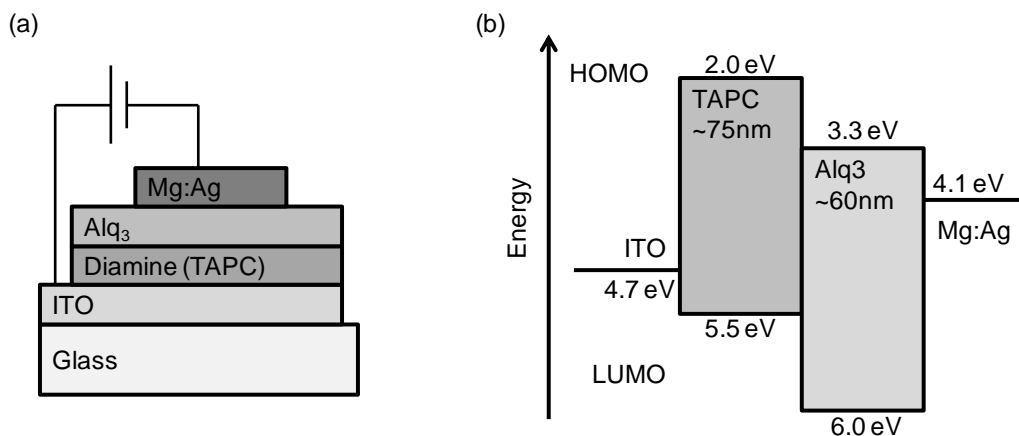 (a)
Mg:Ag
Alq₃
Diamine (TAPC)
ITO
Glass
(b)
Energy
HOMO
2.0 eV
TAPC
~75nm
3.3 eV
Alq3
~60nm
4.1 eV
Mg:Ag
ITO
4.7 eV
5.5 eV
LUMO
6.0 eV